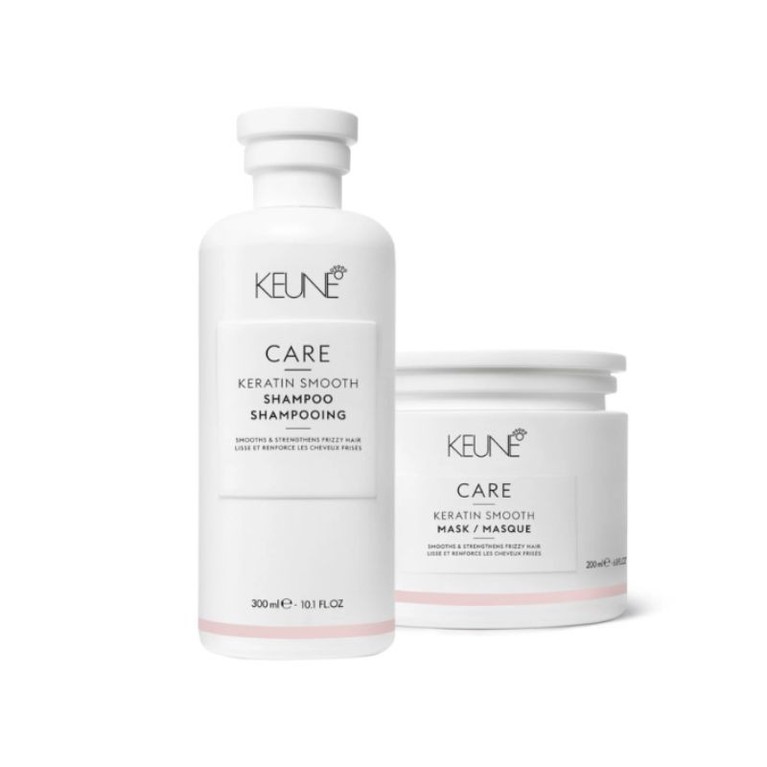 KEUNE
CARE
KERATIN SMOOTH
SHAMPOO
SHAMPOOING
SMOOTHS & STRENGTHENS FRIZZY HAIR
LISSE ET RENFORCE LES CHEVEUX FRISÉS
300 ml ℮ - 10.1 FL.OZ
KEUNE
CARE
KERATIN SMOOTH
MASK / MASQUE
SMOOTHS & STRENGTHENS FRIZZY HAIR
LISSE ET RENFORCE LES CHEVEUX FRISÉS
200 ml ℮